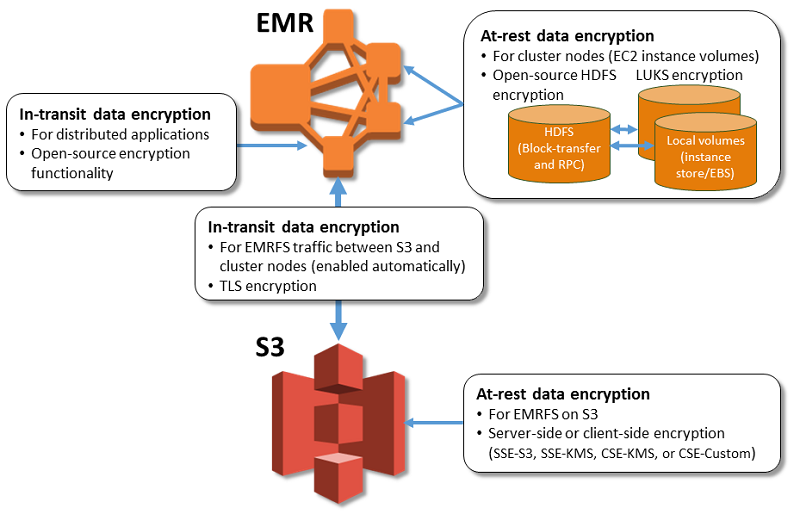 EMR
At-rest data encryption
• For cluster nodes (EC2 instance volumes)
• Open-source HDFS
encryption
LUKS encryption
HDFS
(Block-transfer
and RPC)
Local volumes
(instance
store/EBS)
In-transit data encryption
• For distributed applications
• Open-source encryption
functionality
In-transit data encryption
• For EMRFS traffic between S3 and
cluster nodes (enabled automatically)
• TLS encryption
S3
At-rest data encryption
• For EMRFS on S3
• Server-side or client-side encryption
(SSE-S3, SSE-KMS, CSE-KMS, or CSE-Custom)